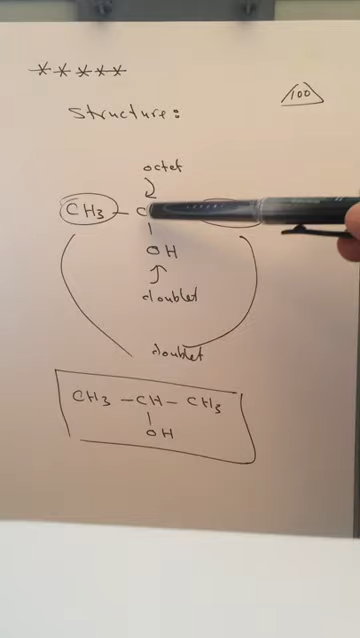 *****
100
Structure:
octet
CH3 - C
OH
doublet
doublet
CH3 - CH - CH3
OH